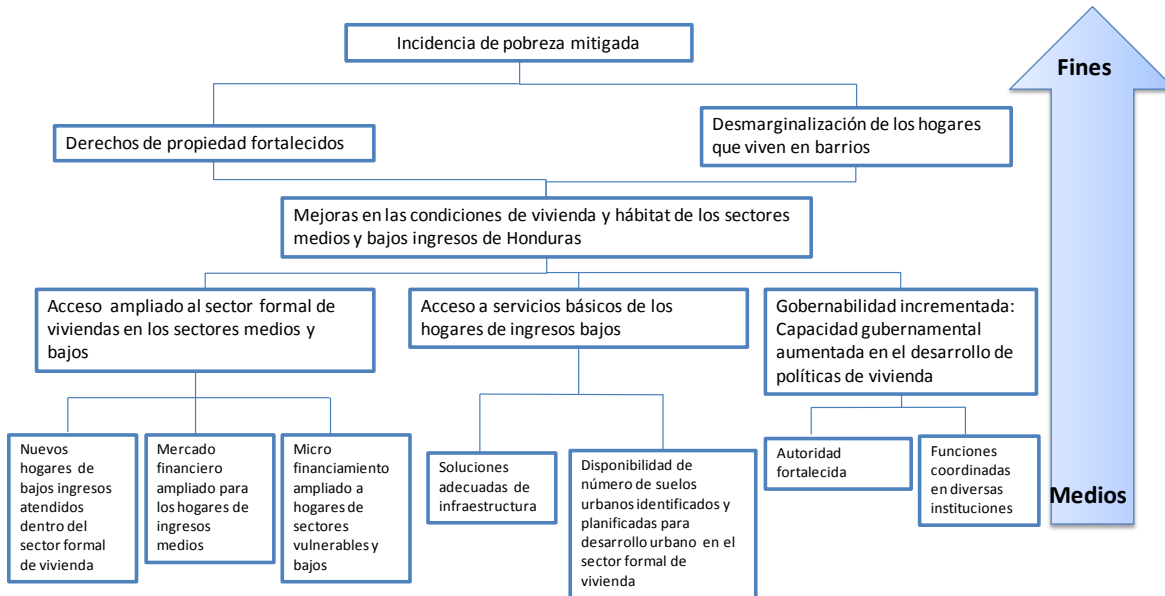 Incidencia de pobreza mitigada
Fines
Derechos de propiedad fortalecidos
Desmarginalización de los hogares
que viven en barrios
Mejoras en las condiciones de vivienda y hábitat de los sectores
medios y bajos ingresos de Honduras
Acceso ampliado al sector formal de
viviendas en los sectores medios y
bajos
Acceso a servicios básicos de los
hogares de ingresos bajos
Gobernabilidad incrementada:
Capacidad gubernamental
aumentada en el desarrollo de
políticas de vivienda
Nuevos
hogares de
bajos ingresos
atendidos
dentro del
sector formal
de vivienda
Mercado
financiero
ampliado para
los hogares de
ingresos
medios
Micro
financiamiento
ampliado a
hogares de
sectores
vulnerables y
bajos
Soluciones
adecuadas de
infraestructura
Disponibilidad de
número de suelos
urbanos identificados y
planificadas para
desarrollo urbano en el
sector formal de
vivienda
Autoridad
fortalecida
Funciones
coordinadas
en diversas
instituciones
Medios